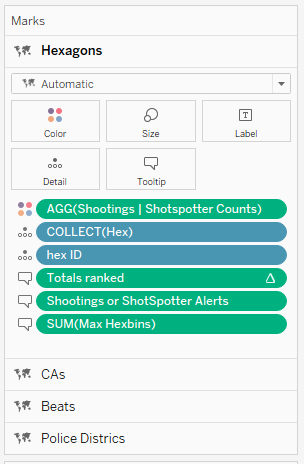 Marks
Hexagons
Automatic
Color
Size
Label
Detail
Tooltip
AGG(Shootings | Shotspotter Counts)
COLLECT(Hex)
hex ID
Totals ranked
Shootings or ShotSpotter Alerts
SUM(Max Hexbins)
CAs
Beats
Police Districs